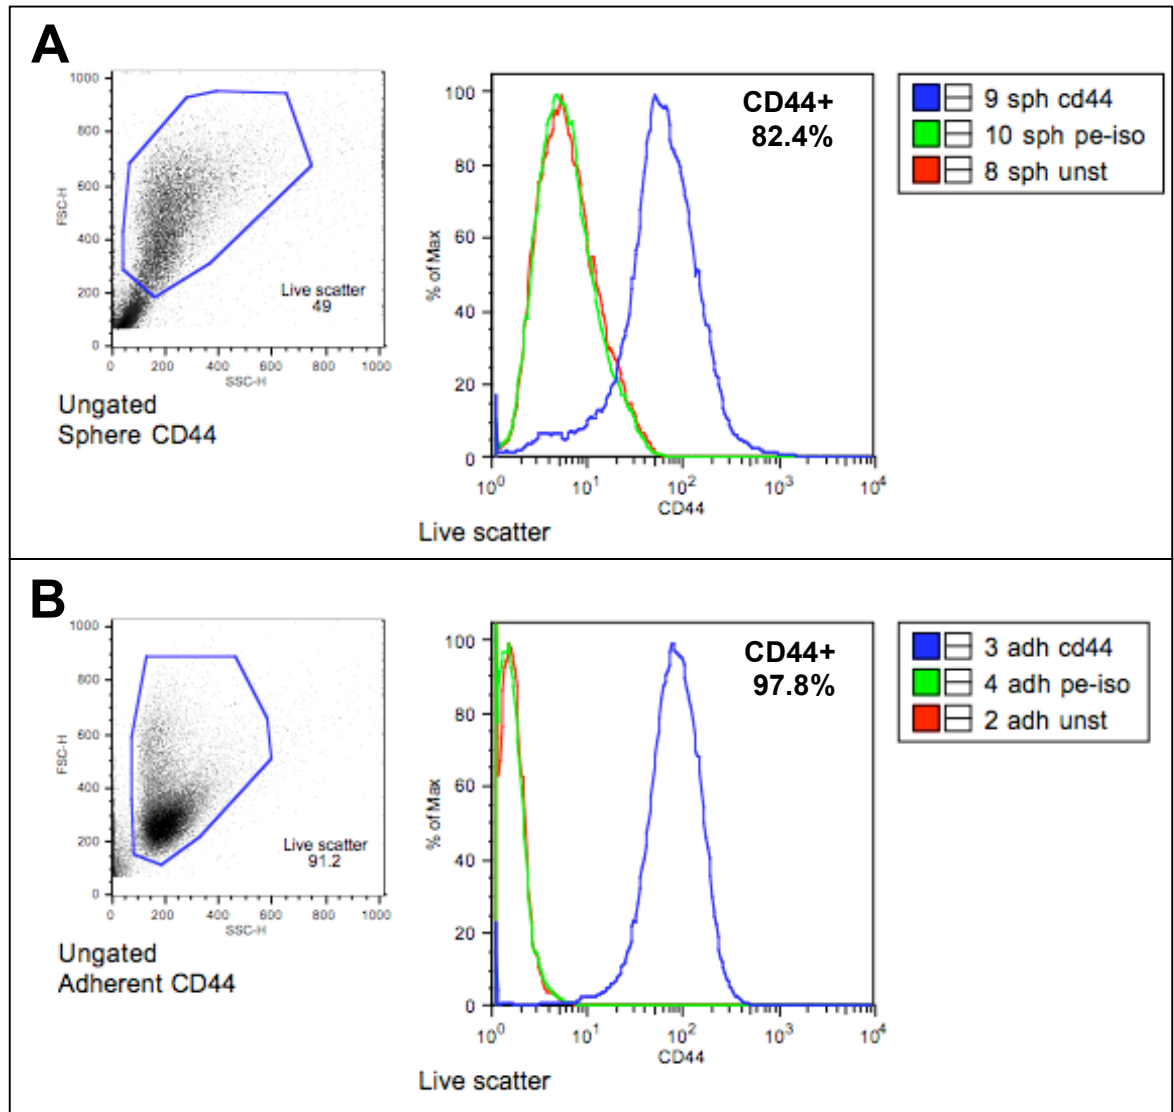 A
1000
800
600
400
200
0
FSC-H
Live scatter
49
0 200 400 600 800 1000
SSC-H
Ungated
Sphere CD44
100
80
60
40
20
0
% of Max
CD44+
82.4%
10^0 10^1 10^2 10^3 10^4
CD44
Live scatter
9 sph cd44
10 sph pe-iso
8 sph unst
B
1000
800
600
400
200
0
FSC-H
Live scatter
91.2
0 200 400 600 800 1000
SSC-H
Ungated
Adherent CD44
100
80
60
40
20
0
% of Max
CD44+
97.8%
10^0 10^1 10^2 10^3 10^4
CD44
Live scatter
3 adh cd44
4 adh pe-iso
2 adh unst